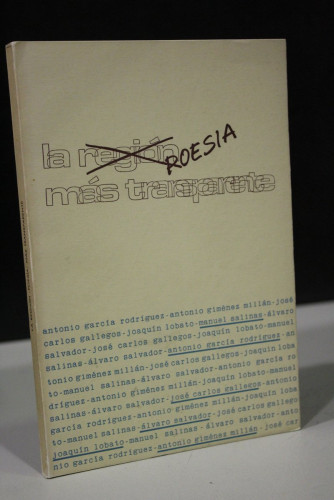 la región POESIA
más transparente
antonio garcía rodríguez-antonio giménez millán-josé
carlos gallegos-joaquín lobato-manuel salinas-álvaro
salvador-josé carlos gallegos-joaquín lobato-manuel
salinas-álvaro salvador-antonio garcía rodríguez-an
tonio giménez millán-josé carlos gallegos-joaquín loba
to-manuel salinas-álvaro salvador-antonio garcía ro
dríguez-antonio giménez millán-joaquín lobato-manuel
salinas-álvaro salvador-josé carlos gallegos-antonio
garcía rodríguez-antonio giménez millán-joaquín loba
to-manuel salinas-álvaro salvador-josé carlos gallegos
joaquín lobato-manuel salinas-álvaro salvador-anto
nio garcía rodríguez-antonio giménez millán-josé car